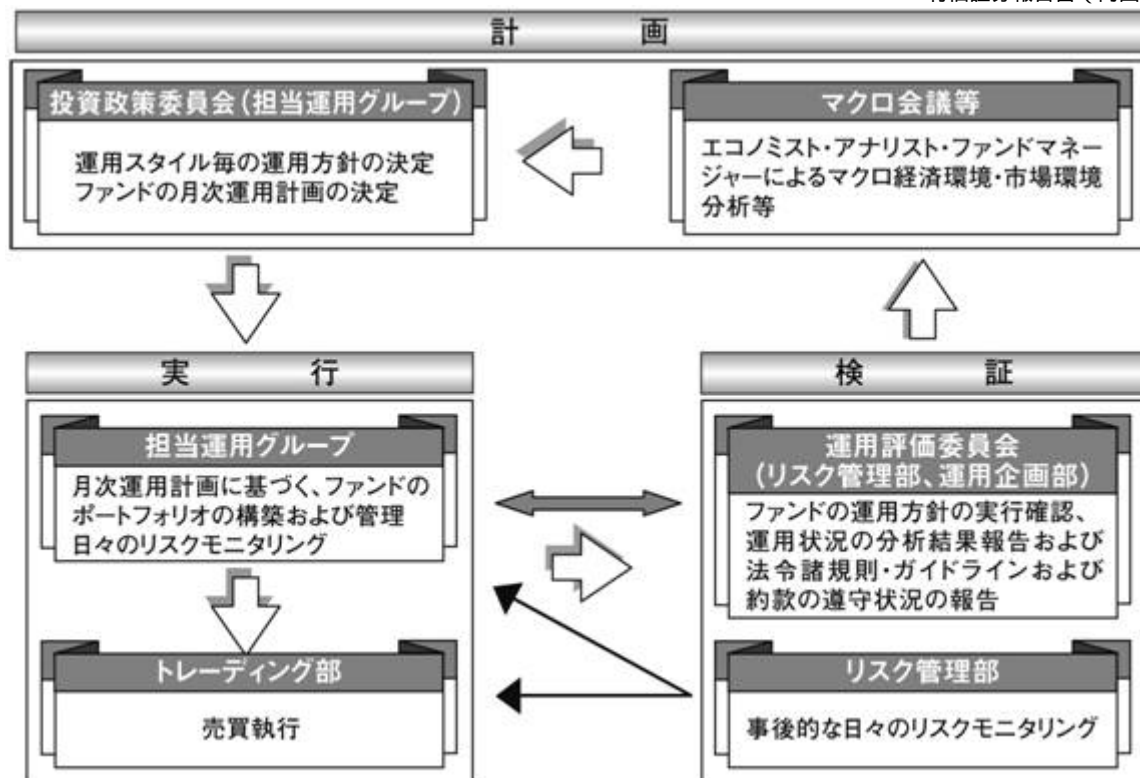 計　画
投資政策委員会(担当運用グループ)
運用スタイル毎の運用方針の決定
ファンドの月次運用計画の決定
マクロ会議等
エコノミスト・アナリスト・ファンドマネー
ジャーによるマクロ経済環境・市場環境
分析等
実　行
担当運用グループ
月次運用計画に基づく、ファンドの
ポートフォリオの構築および管理
日々のリスクモニタリング
トレーディング部
売買執行
検　証
運用評価委員会
(リスク管理部、運用企画部)
ファンドの運用方針の実行確認、
運用状況の分析結果報告および
法令諸規則・ガイドラインおよび
約款の遵守状況の報告
リスク管理部
事後的な日々のリスクモニタリング